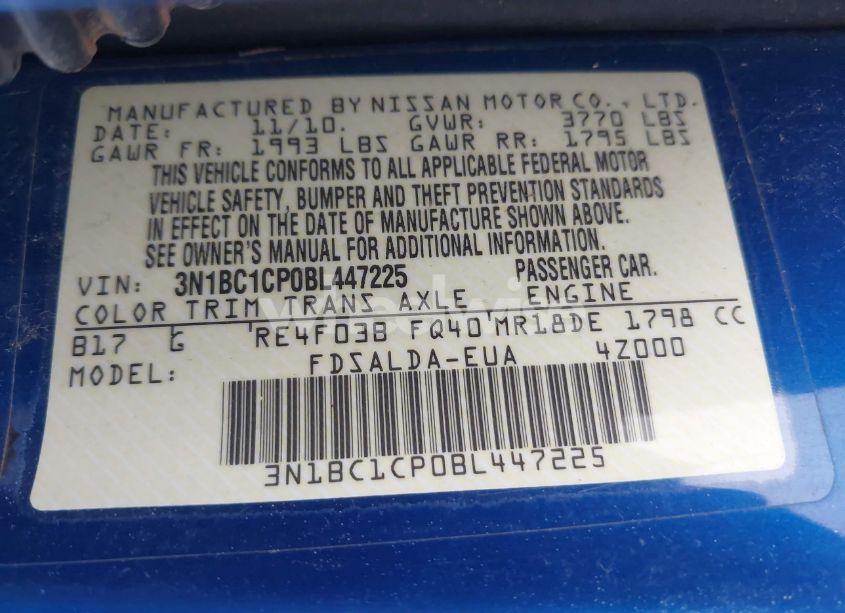 MANUFACTURED BY NISSAN MOTOR CO., LTD.
DATE: 11/10. GVWR: 3770 LBS
GAWR FR: 1993 LBS GAWR RR: 1795 LBS
THIS VEHICLE CONFORMS TO ALL APPLICABLE FEDERAL MOTOR
VEHICLE SAFETY, BUMPER AND THEFT PREVENTION STANDARDS
IN EFFECT ON THE DATE OF MANUFACTURE SHOWN ABOVE.
SEE OWNER'S MANUAL FOR ADDITIONAL INFORMATION.
VIN: 3N1BC1CP0BL447225 PASSENGER CAR.
COLOR TRIM TRANS AXLE ENGINE
B17 G RE4F03B FQ40 MR18DE 1798 CC
MODEL: FDSALDA-EUA 4Z000
3N1BC1CP0BL447225